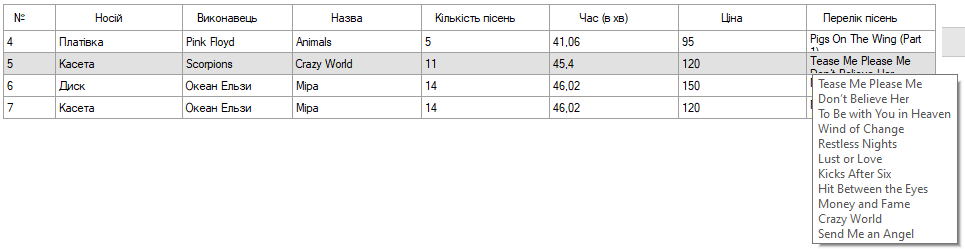 № Носій Виконавець Назва Кількість пісень Час (в хв) Ціна Перелік пісень
4 Платівка Pink Floyd Animals 5 41,06 95 Pigs On The Wing (Part
1)
5 Касета Scorpions Crazy World 11 45,4 120 Tease Me Please Me
Don't Believe Her
6 Диск Океан Ельзи Міра 14 46,02 150
7 Касета Океан Ельзи Міра 14 46,02 120
Tease Me Please Me
Don't Believe Her
To Be with You in Heaven
Wind of Change
Restless Nights
Lust or Love
Kicks After Six
Hit Between the Eyes
Money and Fame
Crazy World
Send Me an Angel